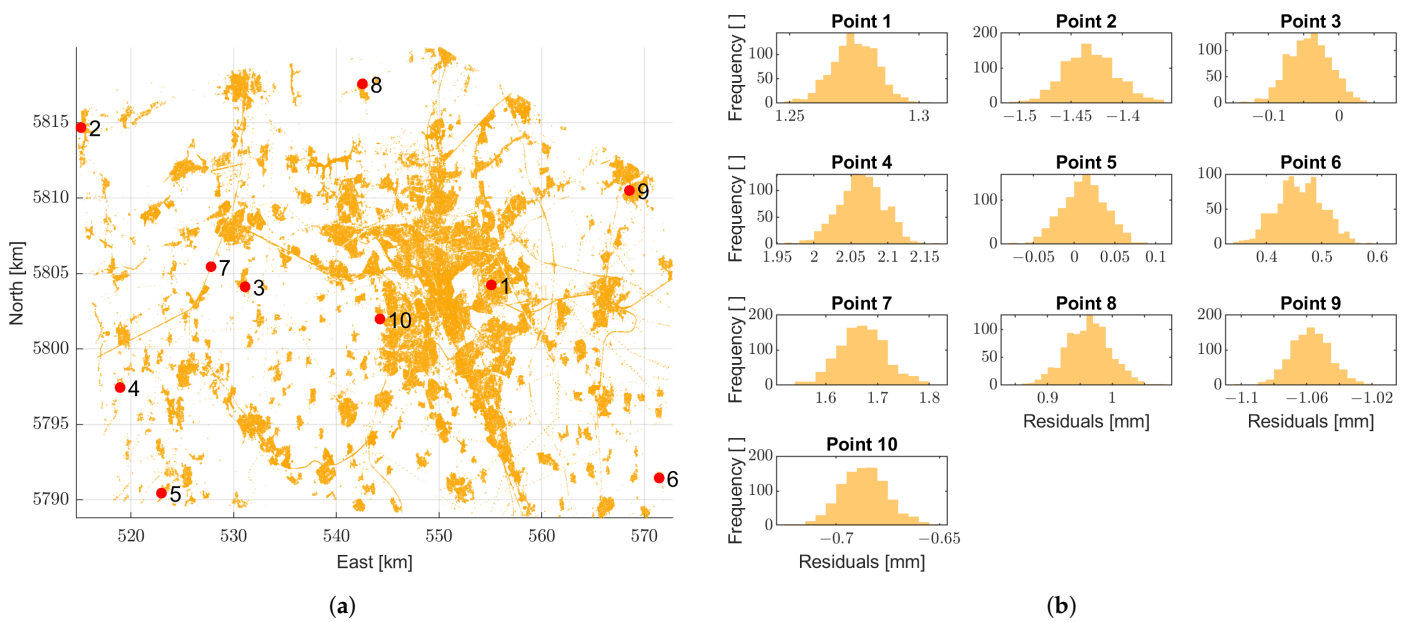 North [km]
5815
5810
5805
5800
5795
5790
520 530 540 550 560 570
East [km]
8
2
9
7
3
1
10
4
5
6
(a)
Point 1 Point 2 Point 3
Frequency [ ]
100
50
0
1.25 1.3
200
100
0
−1.5 −1.45 −1.4
100
50
0
−0.1 0
Point 4 Point 5 Point 6
Frequency [ ]
100
50
0
1.95 2 2.05 2.1 2.15
100
0
−0.05 0 0.05 0.1
100
50
0
0.4 0.5 0.6
Point 7 Point 8 Point 9
Frequency [ ]
200
100
0
1.6 1.7 1.8
100
50
0
0.9 1
Residuals [mm]
200
100
0
−1.1 −1.06 −1.02
Residuals [mm]
Point 10
Frequency [ ]
200
100
0
−0.7 −0.65
Residuals [mm]
(b)